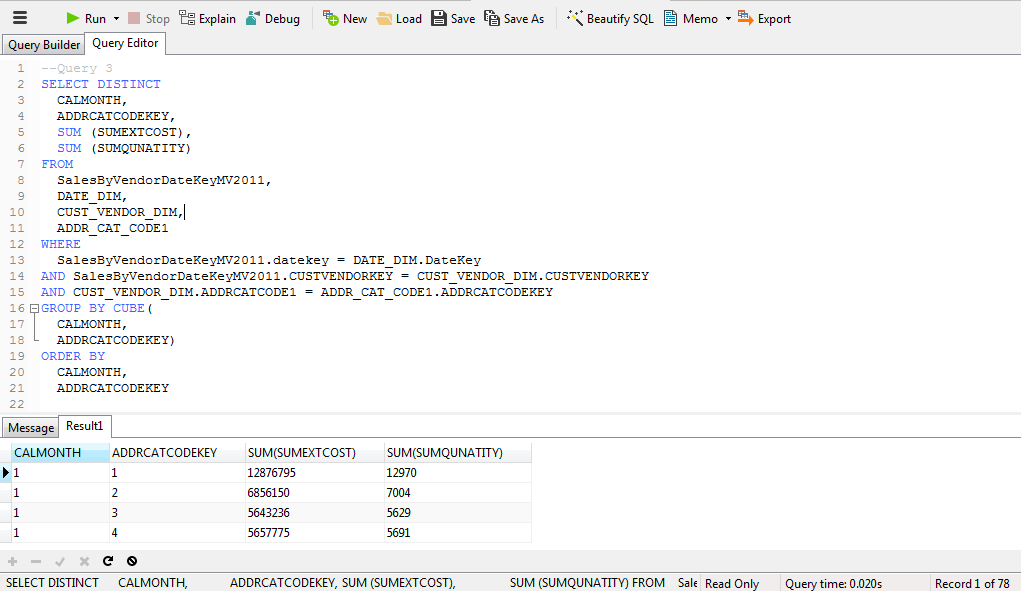 Run Stop Explain Debug New Load Save Save As Beautify SQL Memo Export
Query Builder Query Editor
1 --Query 3
2 SELECT DISTINCT
3 CALMONTH,
4 ADDRCATCODEKEY,
5 SUM (SUMEXTCOST),
6 SUM (SUMQUNATITY)
7 FROM
8 SalesByVendorDateKeyMV2011,
9 DATE_DIM,
10 CUST_VENDOR_DIM,
11 ADDR_CAT_CODE1
12 WHERE
13 SalesByVendorDateKeyMV2011.datekey = DATE_DIM.DateKey
14 AND SalesByVendorDateKeyMV2011.CUSTVENDORKEY = CUST_VENDOR_DIM.CUSTVENDORKEY
15 AND CUST_VENDOR_DIM.ADDRCATCODE1 = ADDR_CAT_CODE1.ADDRCATCODEKEY
16 GROUP BY CUBE(
17 CALMONTH,
18 ADDRCATCODEKEY)
19 ORDER BY
20 CALMONTH,
21 ADDRCATCODEKEY
22
Message Result1
CALMONTH ADDRCATCODEKEY SUM(SUMEXTCOST) SUM(SUMQUNATITY)
1 1 12876795 12970
1 2 6856150 7004
1 3 5643236 5629
1 4 5657775 5691
SELECT DISTINCT CALMONTH, ADDRCATCODEKEY, SUM (SUMEXTCOST), SUM (SUMQUNATITY) FROM Sale Read Only Query time: 0.020s Record 1 of 78